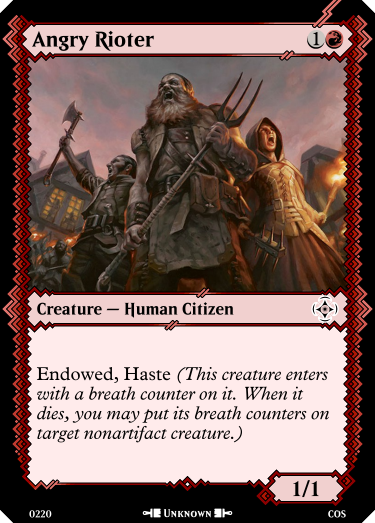 Angry Rioter 1
Creature — Human Citizen
Endowed, Haste (This creature enters
with a breath counter on it. When it
dies, you may put its breath counters on
target nonartifact creature.)
1/1
0220 Unknown COS